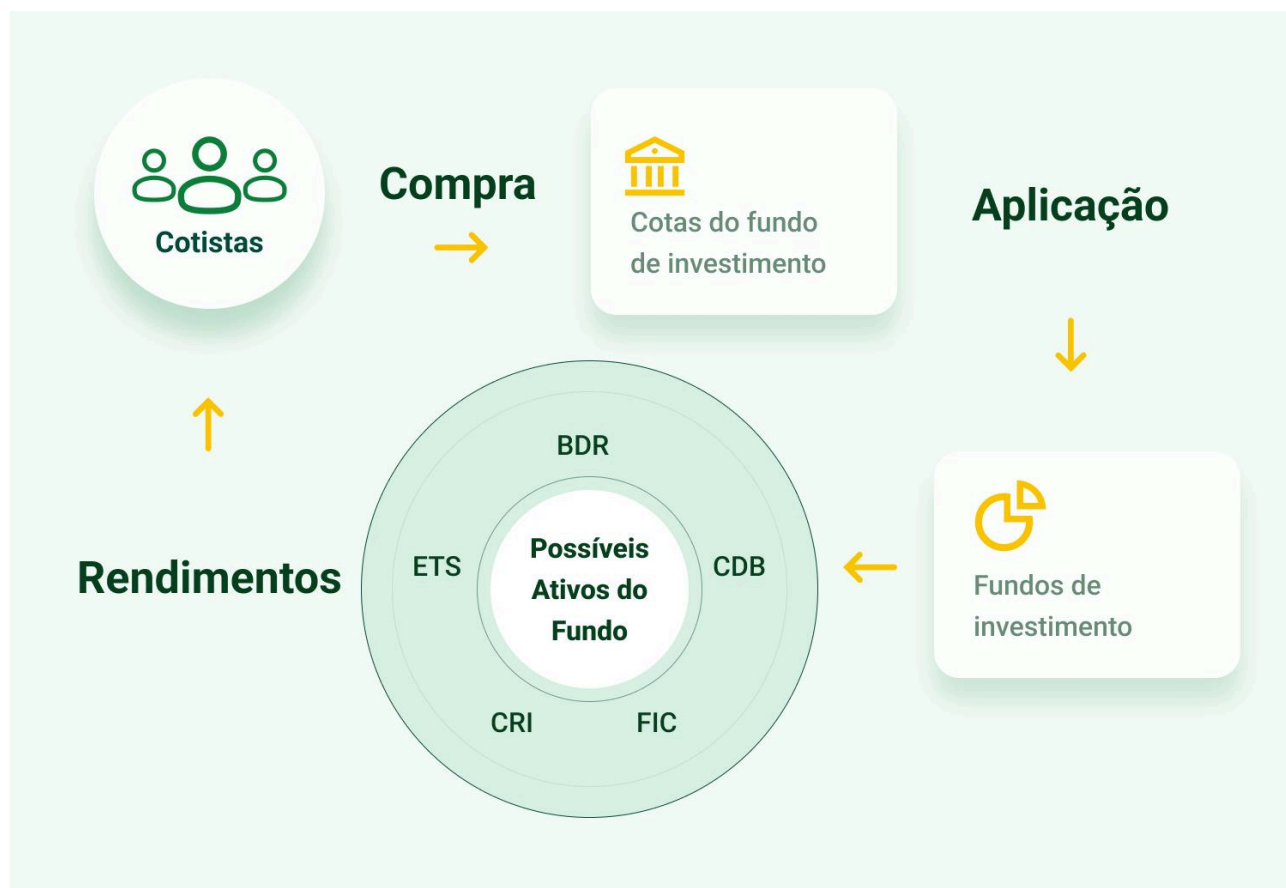 Cotistas
Compra
Cotas do fundo
de investimento
Aplicação
Fundos de
investimento
BDR
ETS
CDB
CRI
FIC
Possíveis
Ativos do
Fundo
Rendimentos